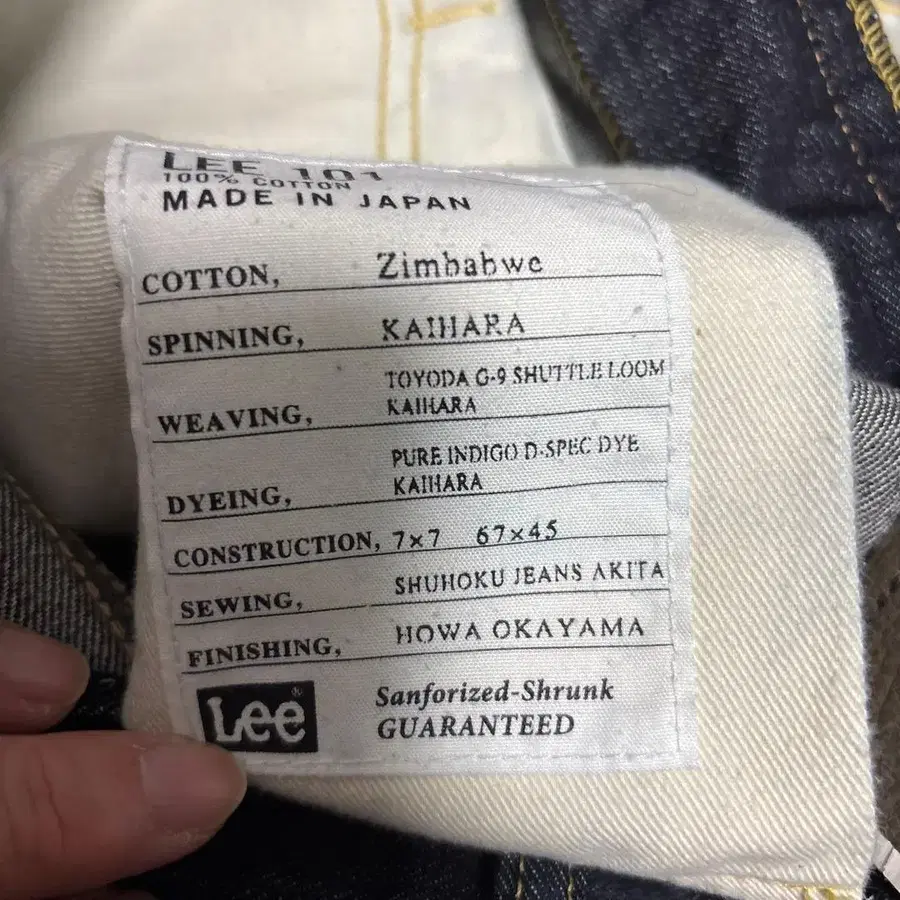 LEE 101
100% COTTON
MADE IN JAPAN
COTTON, Zimbabwe
SPINNING, KAIHARA
WEAVING, TOYODA G-9 SHUTTLE LOOM
KAIHARA
DYEING, PURE INDIGO D-SPEC DYE
KAIHARA
CONSTRUCTION, 7×7 67×45
SEWING, SHUHOKU JEANS AKITA
FINISHING, HOWA OKAYAMA
Lee® Sanforized-Shrunk
GUARANTEED